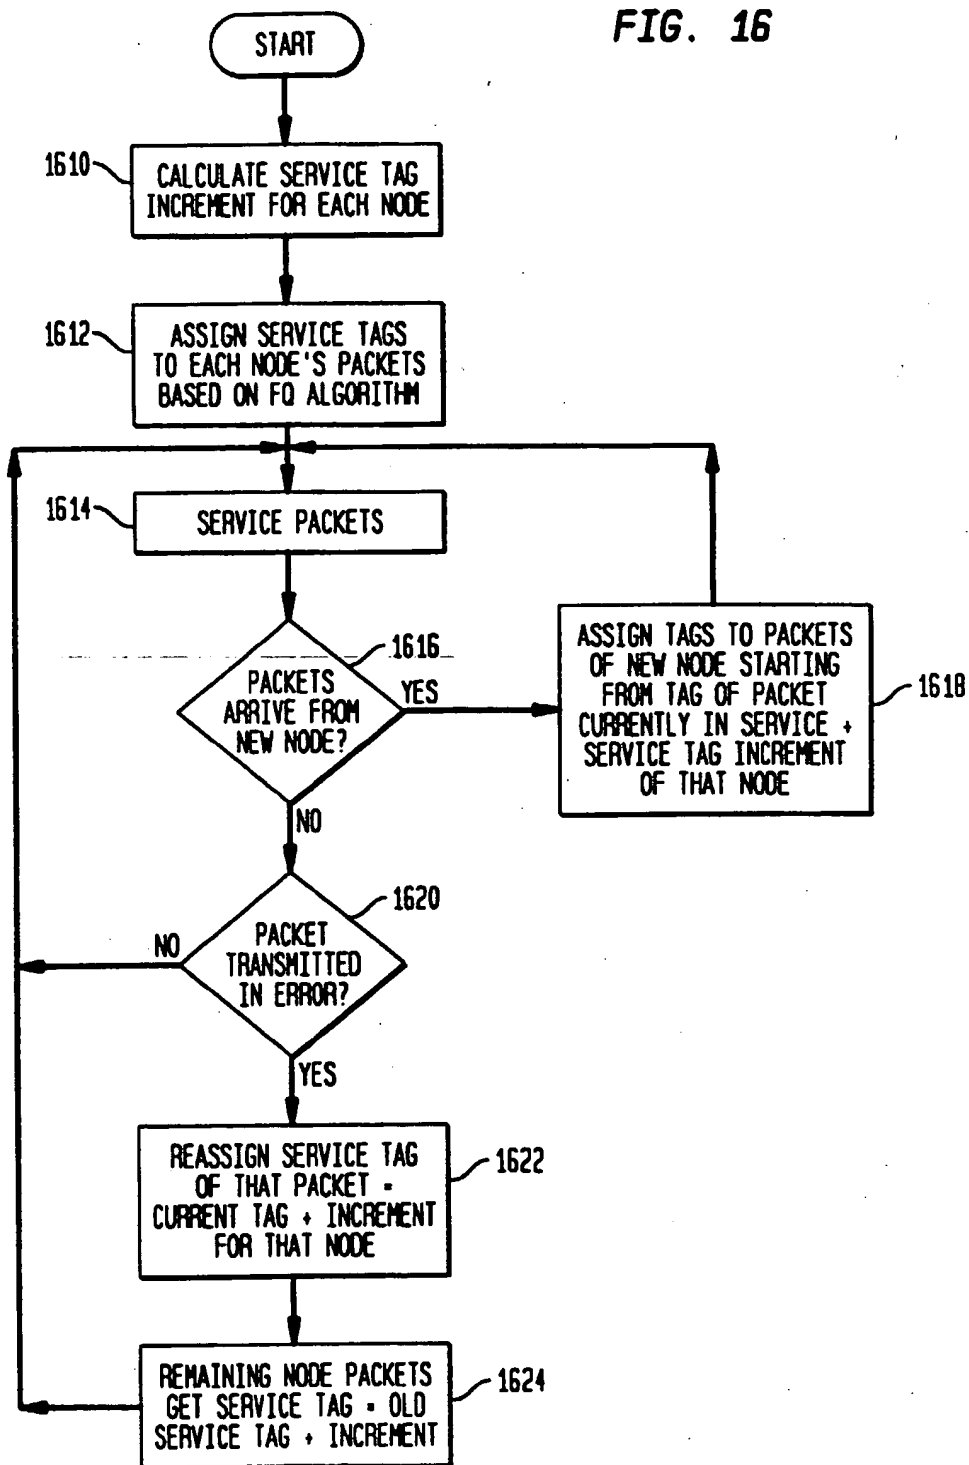 FIG. 16
START
1610
CALCULATE SERVICE TAG
INCREMENT FOR EACH NODE
1612
ASSIGN SERVICE TAGS
TO EACH NODE'S PACKETS
BASED ON FQ ALGORITHM
1614
SERVICE PACKETS
1616
PACKETS
ARRIVE FROM
NEW NODE?
YES
ASSIGN TAGS TO PACKETS
OF NEW NODE STARTING
FROM TAG OF PACKET
CURRENTLY IN SERVICE +
SERVICE TAG INCREMENT
OF THAT NODE
1618
NO
1620
PACKET
TRANSMITTED
IN ERROR?
NO
YES
REASSIGN SERVICE TAG
OF THAT PACKET =
CURRENT TAG + INCREMENT
FOR THAT NODE
1622
REMAINING NODE PACKETS
GET SERVICE TAG = OLD
SERVICE TAG + INCREMENT
1624